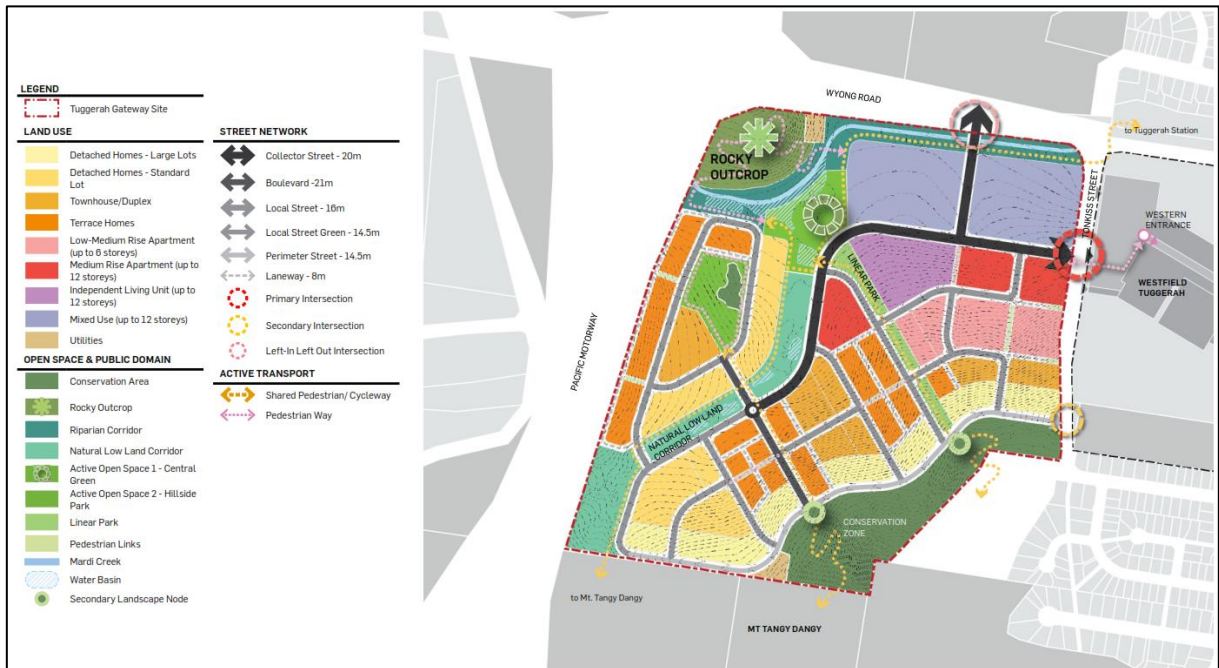 LEGEND
Tuggerah Gateway Site
LAND USE
Detached Homes - Large Lots
Detached Homes - Standard
Lot
Townhouse/Duplex
Terrace Homes
Low-Medium Rise Apartment
(up to 6 storeys)
Medium Rise Apartment (up to
12 storeys)
Independent Living Unit (up to
12 storeys)
Mixed Use (up to 12 storeys)
Utilities
OPEN SPACE & PUBLIC DOMAIN
Conservation Area
Rocky Outcrop
Riparian Corridor
Natural Low Land Corridor
Active Open Space 1 - Central
Green
Active Open Space 2 - Hillside
Park
Linear Park
Pedestrian Links
Mardi Creek
Water Basin
Secondary Landscape Node
STREET NETWORK
Collector Street - 20m
Boulevard -21m
Local Street - 16m
Local Street Green - 14.5m
Perimeter Street - 14.5m
Laneway - 8m
Primary Intersection
Secondary Intersection
Left-In Left Out Intersection
ACTIVE TRANSPORT
Shared Pedestrian/ Cycleway
Pedestrian Way
WYONG ROAD
to Tuggerah Station
ROCKY
OUTCROP
TONKISS STREET
WESTERN
ENTRANCE
WESTFIELD
TUGGERAH
LINEAR PARK
PACIFIC MOTORWAY
NATURAL LOW LAND
CORRIDOR
CONSERVATION
ZONE
to Mt. Tangy Dangy
MT TANGY DANGY